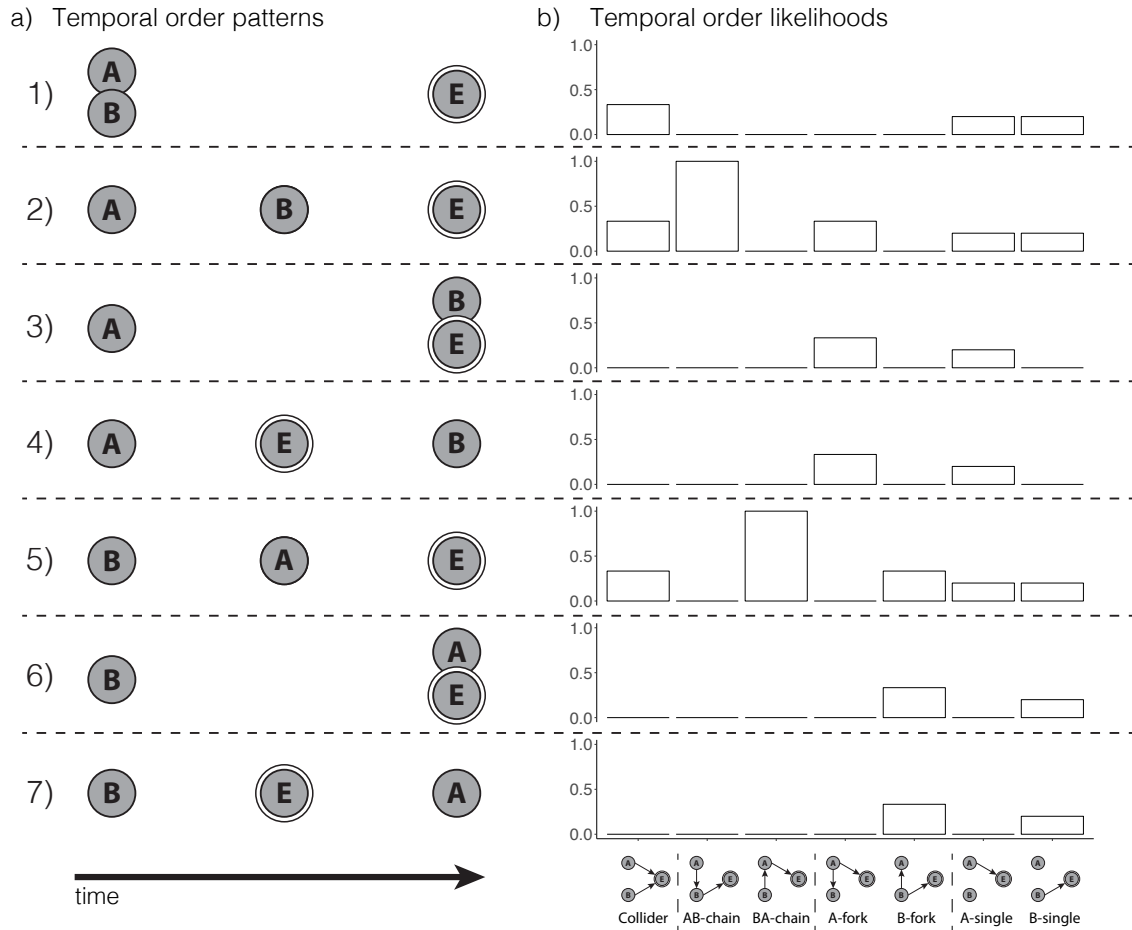 a) Temporal order patterns
b) Temporal order likelihoods
1)
A
B
E
1.0
0.5
0.0
2)
A
B
E
1.0
0.5
0.0
3)
A
B
E
1.0
0.5
0.0
4)
A
E
B
1.0
0.5
0.0
5)
B
A
E
1.0
0.5
0.0
6)
B
A
E
1.0
0.5
0.0
7)
B
E
A
1.0
0.5
0.0
time
A
B
E
A
B
E
A
B
E
A
B
E
A
B
E
A
B
E
A
B
E
Collider
AB-chain
BA-chain
A-fork
B-fork
A-single
B-single